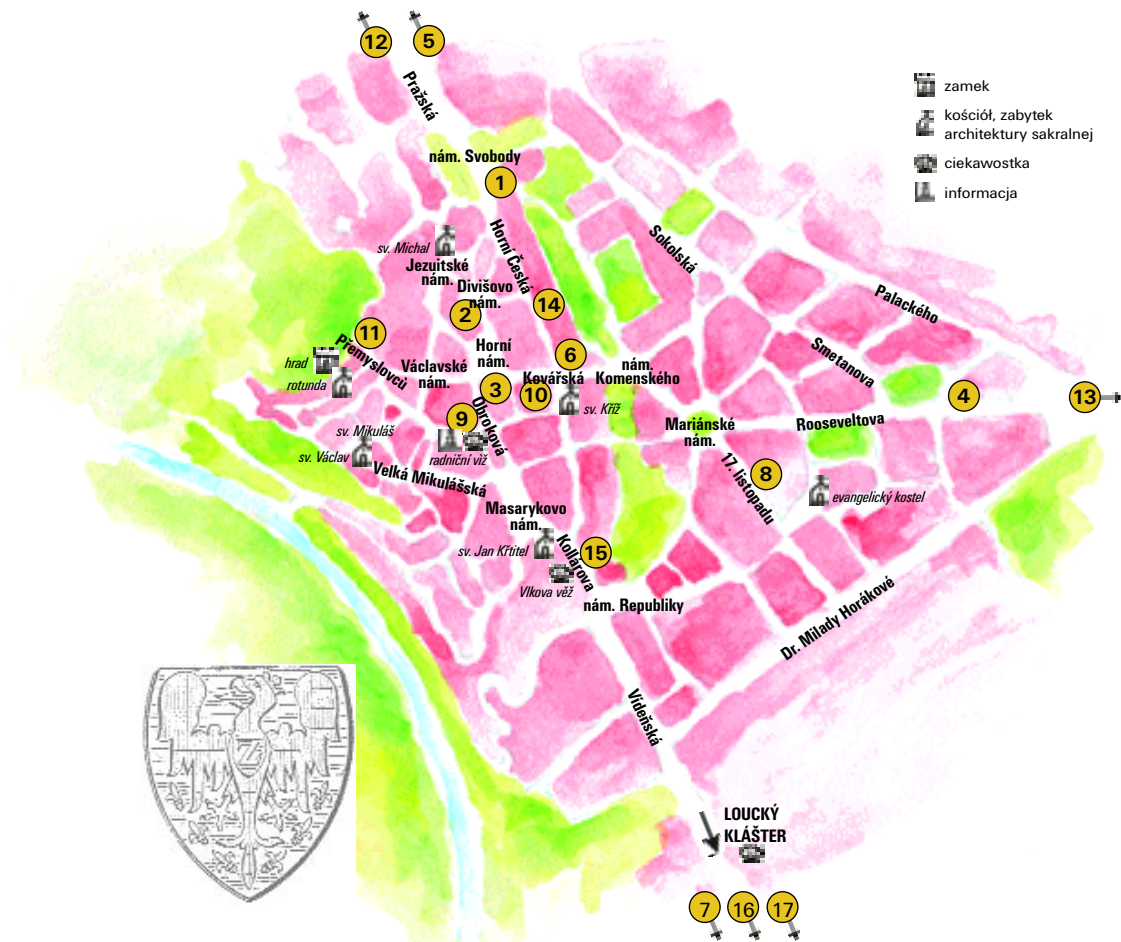 12
5
Pražská
zamek
kościół, zabytek
architektury sakralnej
ciekawostka
informacja
nám. Svobody
1
Horní Česká
Sokolská
sv. Michal
Jezuitské
nám.
Divišovo
nám.
2
14
Palackého
11
Přemyslovců
hrad
rotunda
Václavské
nám.
Horní
nám.
6
nám.
Komenského
Smetanova
3
10
Kovářská
sv. Kříž
4
13
9
Obroková
radniční vìž
Mariánské
nám.
Rooseveltova
sv. Mikuláš
sv. Václav
Velká Mikulášská
17. listopadu
8
evangelický kostel
Masarykovo
nám.
sv. Jan Křtitel
Kollárova
15
Vlkova věž
nám. Republiky
Dr. Milady Horákové
Vídeňská
LOUCKÝ
KLÁŠTER
7
16
17